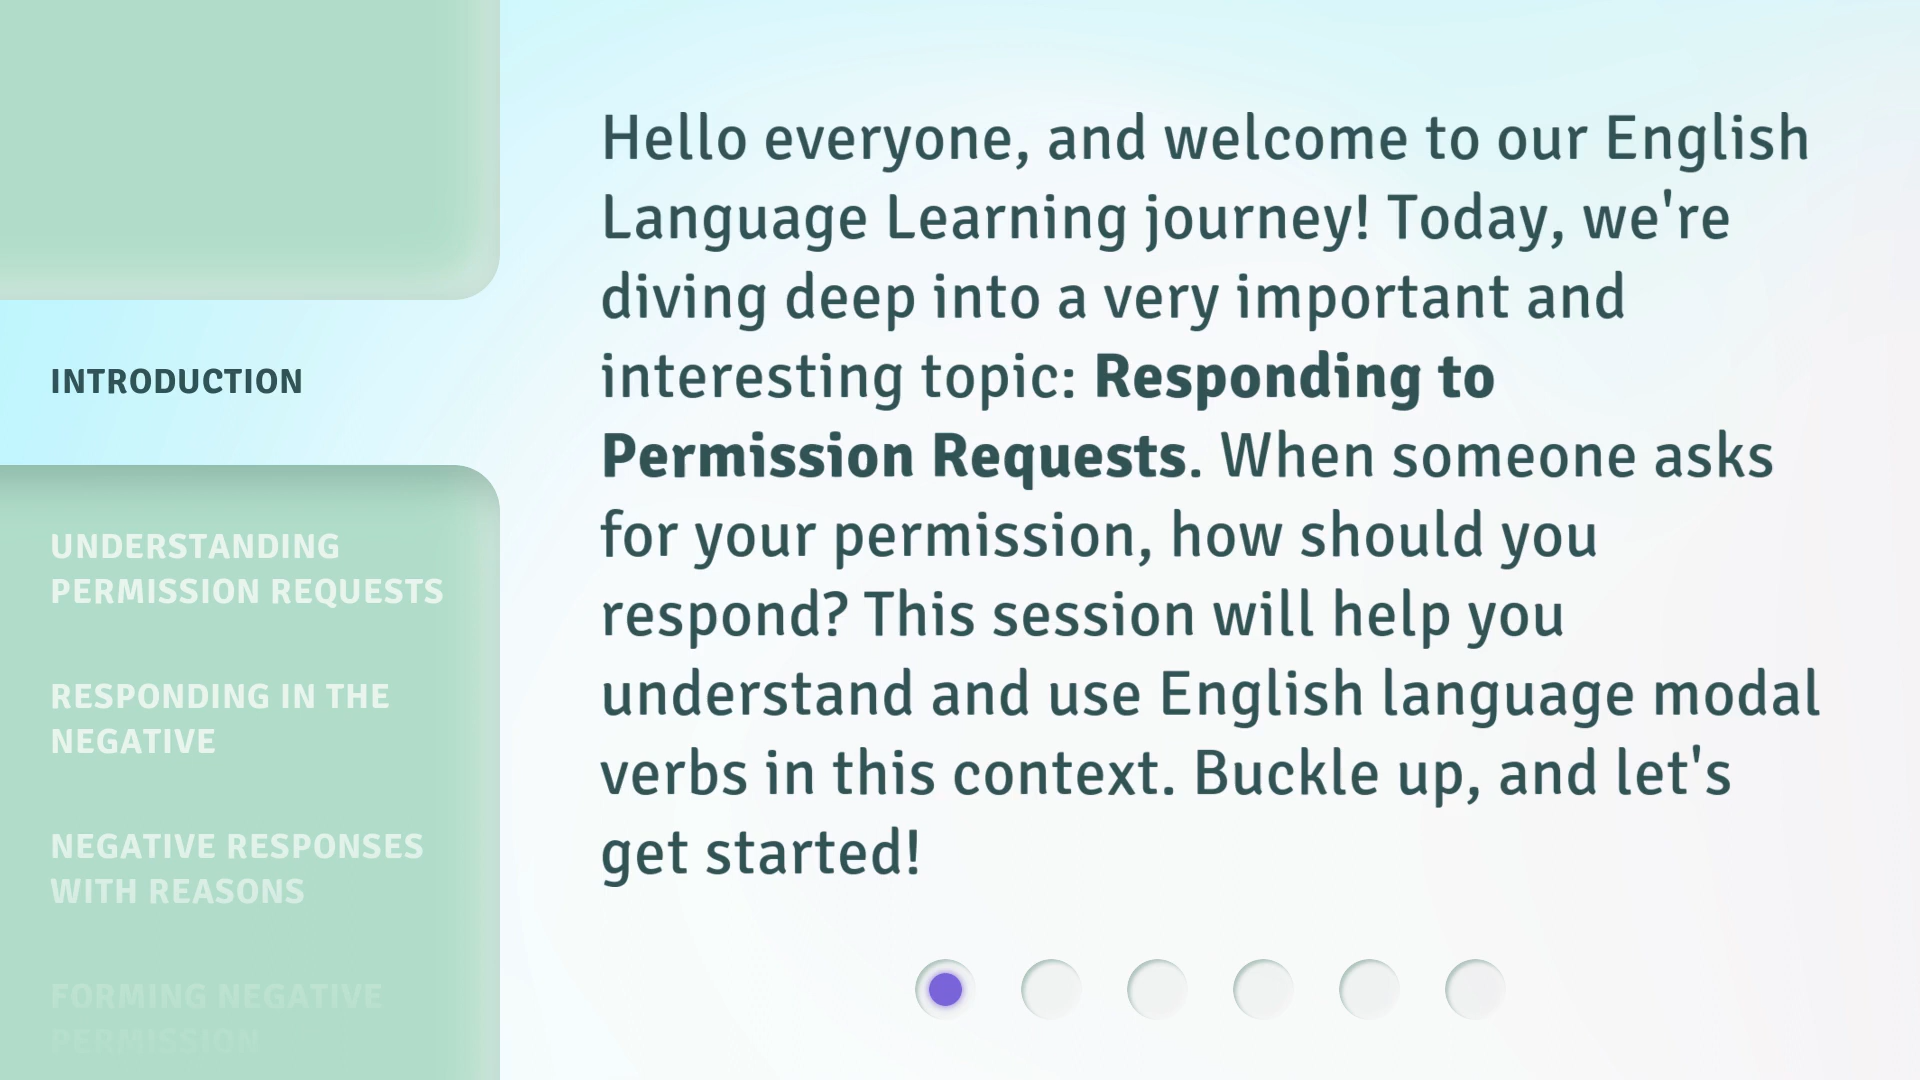 INTRODUCTION
UNDERSTANDING
PERMISSION REQUESTS
RESPONDING IN THE
NEGATIVE
NEGATIVE RESPONSES
WITH REASONS
FORMING NEGATIVE
PERMISSION
Hello everyone, and welcome to our English
Language Learning journey! Today, we're
diving deep into a very important and
interesting topic: Responding to
Permission Requests. When someone asks
for your permission, how should you
respond? This session will help you
understand and use English language modal
verbs in this context. Buckle up, and let's
get started!